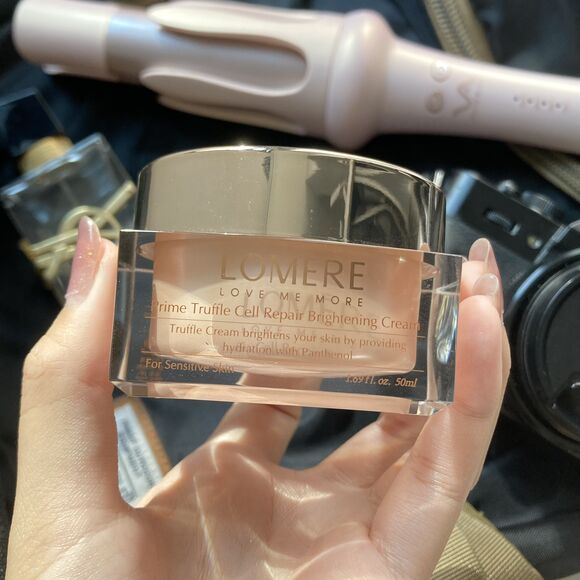 LOMERE
LOVE ME MORE
Prime Truffle Cell Repair Brightening Cream
Truffle Cream brightens your skin by providing
hydration with Panthenol
For Sensitive Skin
1.69 fl. oz. 50ml